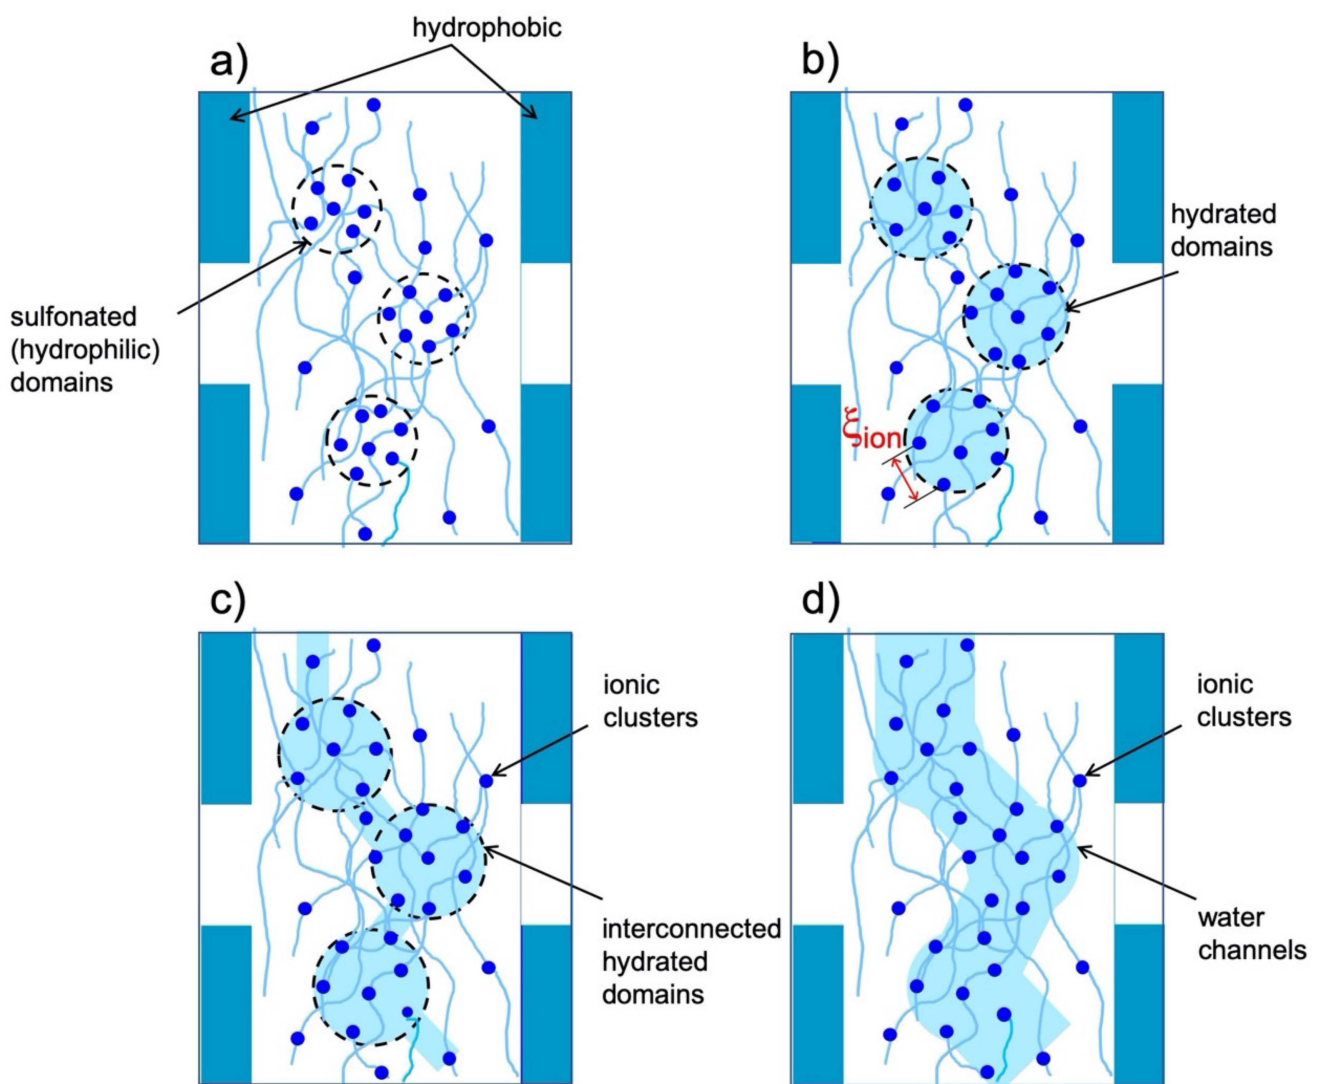 hydrophobic
a)
b)
hydrated
domains
sulfonated
(hydrophilic)
domains
ξion
c)
d)
ionic
clusters
ionic
clusters
interconnected
hydrated
domains
water
channels